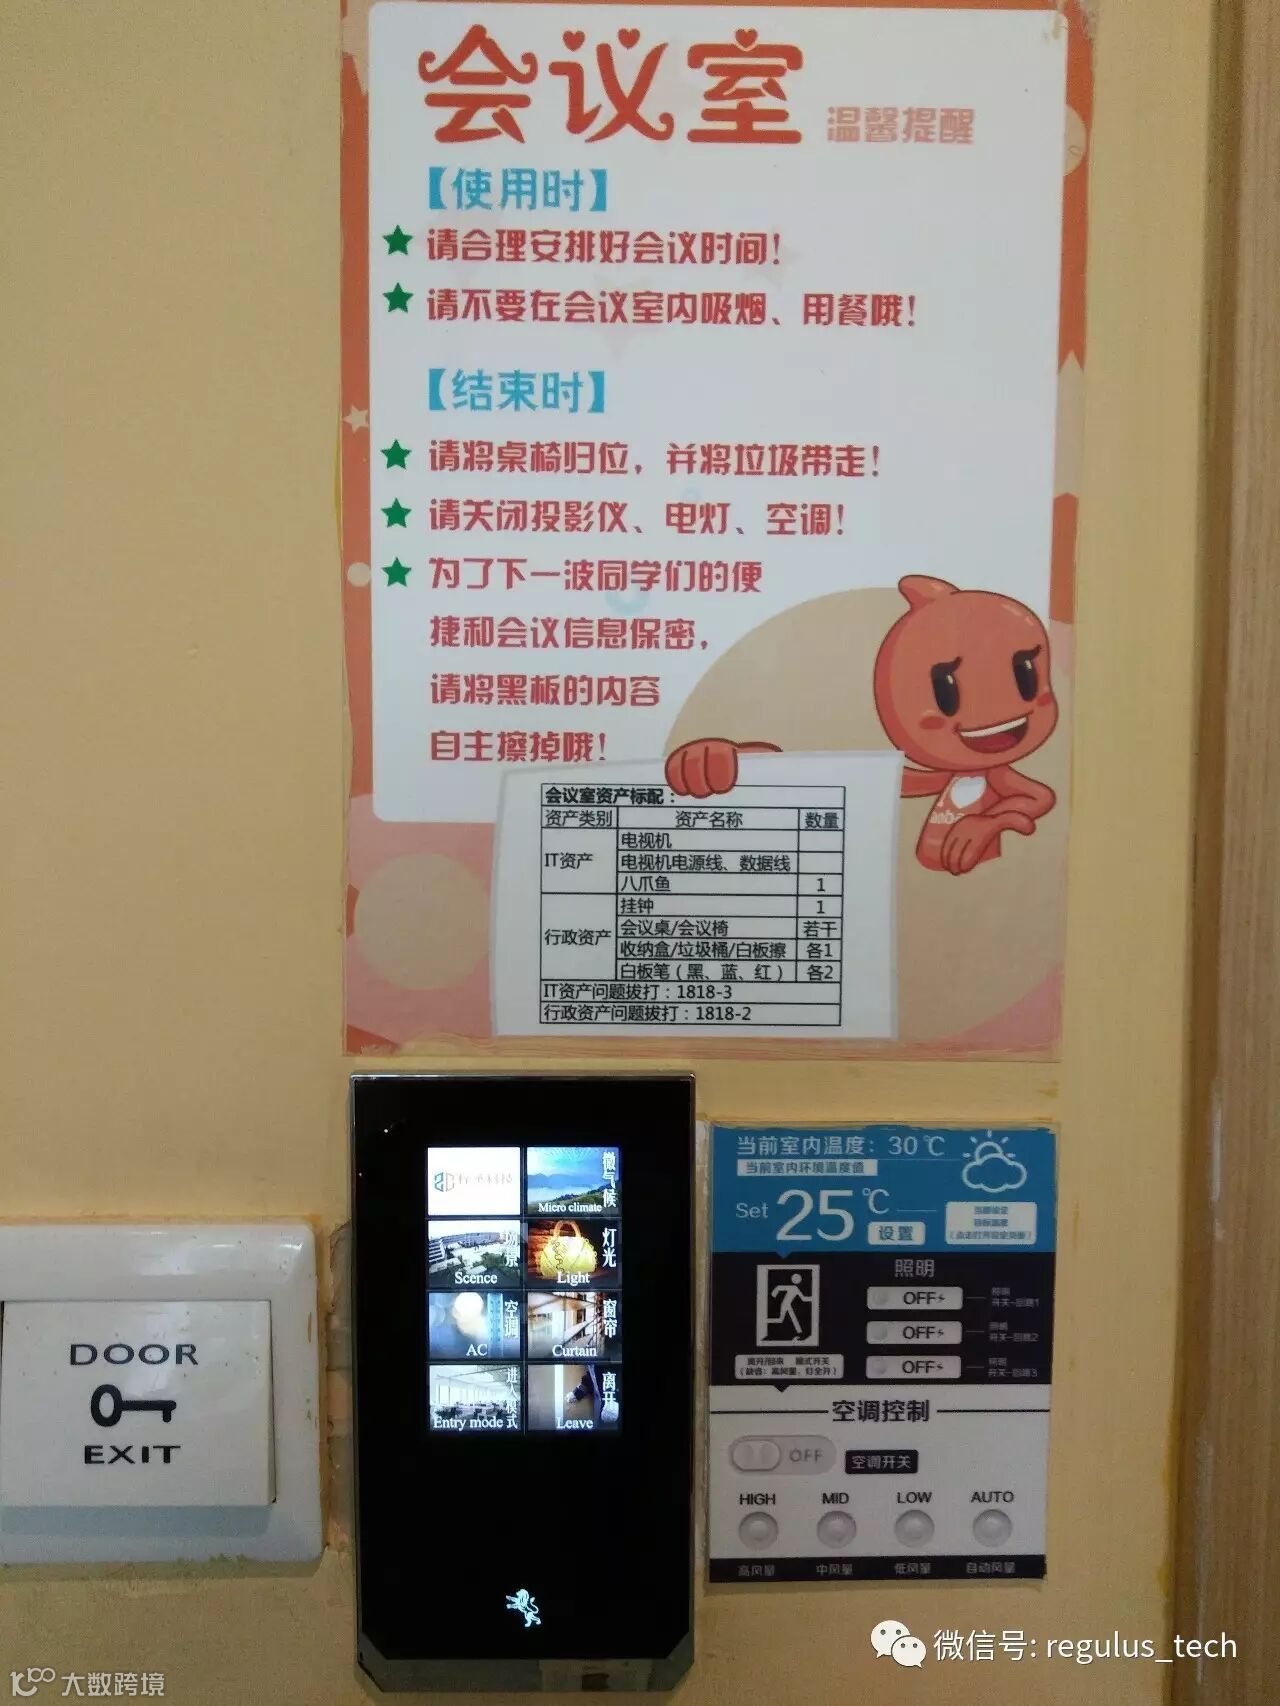 会议室 温馨提醒
【使用时】
★ 请合理安排好会议时间！
★ 请不要在会议室内吸烟、用餐哦！
【结束时】
★ 请将桌椅归位，并将垃圾带走！
★ 请关闭投影仪、电灯、空调！
★ 为了下一波同学们的便
捷和会议信息保密，
请将黑板的内容
自主擦掉哦！
会议室资产标配：
资产类别 资产名称 数量
IT资产
电视机
电视机电源线、数据线
八爪鱼 1
行政资产
挂钟 1
会议桌/会议椅 若干
收纳盒/垃圾桶/白板擦 各1
白板笔（黑、蓝、红） 各2
IT资产问题拨打：1818-3
行政资产问题拨打：1818-2
DOOR
EXIT
微气候
Micro climate
场景
Scence
灯光
Light
空调
AC
窗帘
Curtain
进入模式
Entry mode
离开
Leave
当前室内温度：30℃
当前室内环境温度值
Set 25℃ 设置
照明
OFF
OFF
OFF
空调控制
OFF 空调开关
HIGH MID LOW AUTO
高风量 中风量 低风量 自动风量
微信号: regulus_tech
大数跨境